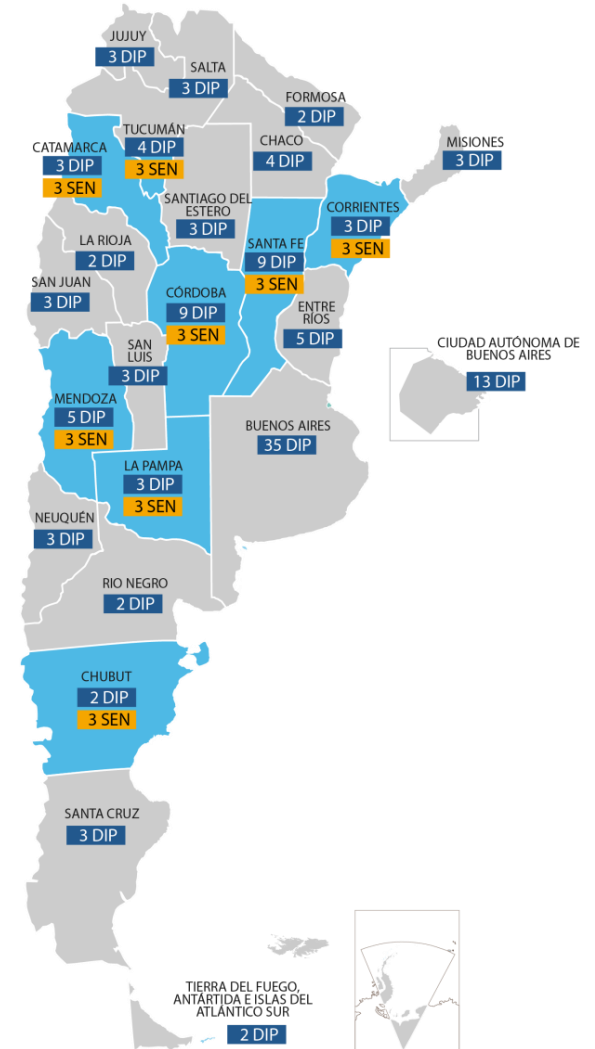 JUJUY
3 DIP
SALTA
3 DIP
FORMOSA
2 DIP
TUCUMÁN
4 DIP
3 SEN
CHACO
4 DIP
MISIONES
3 DIP
CATAMARCA
3 DIP
3 SEN
SANTIAGO DEL
ESTERO
3 DIP
CORRIENTES
3 DIP
3 SEN
LA RIOJA
2 DIP
SANTA FE
9 DIP
3 SEN
SAN JUAN
3 DIP
CÓRDOBA
9 DIP
3 SEN
ENTRE
RÍOS
5 DIP
SAN
LUIS
3 DIP
CIUDAD AUTÓNOMA DE
BUENOS AIRES
13 DIP
MENDOZA
5 DIP
3 SEN
BUENOS AIRES
35 DIP
LA PAMPA
3 DIP
3 SEN
NEUQUÉN
3 DIP
RIO NEGRO
2 DIP
CHUBUT
2 DIP
3 SEN
SANTA CRUZ
3 DIP
TIERRA DEL FUEGO,
ANTÁRTIDA E ISLAS DEL
ATLÁNTICO SUR
2 DIP